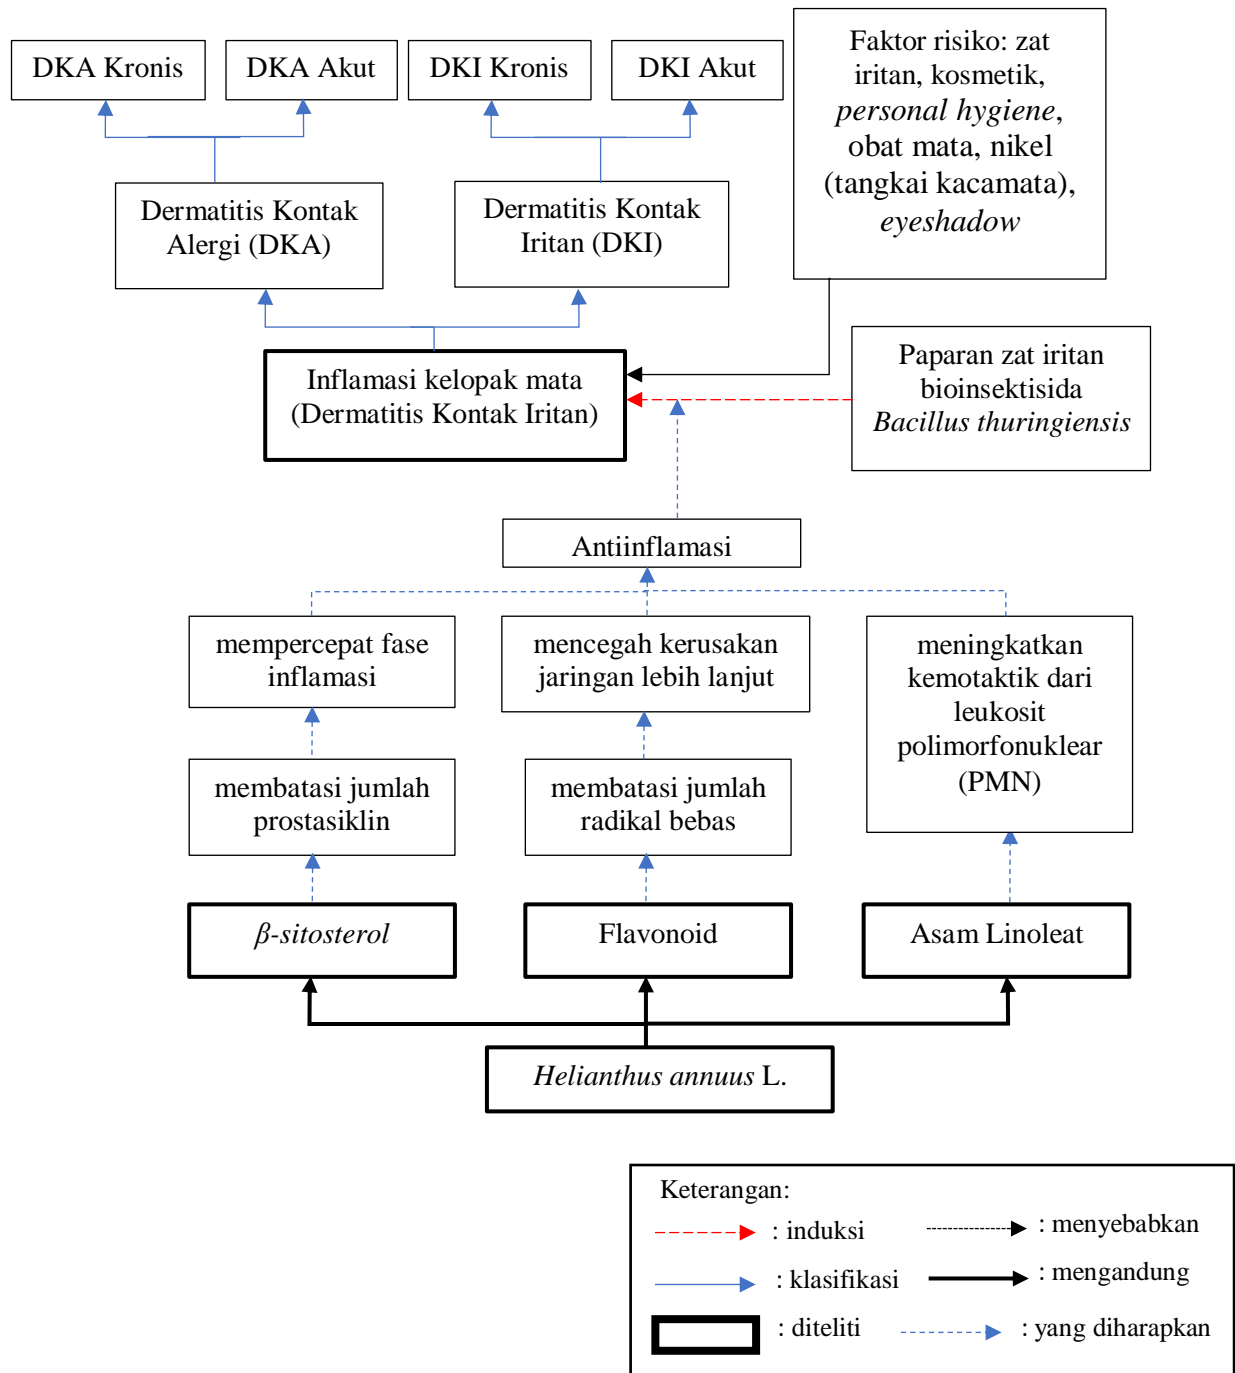 DKA Kronis
DKA Akut
DKI Kronis
DKI Akut
Faktor risiko: zat
iritan, kosmetik,
personal hygiene,
obat mata, nikel
(tangkai kacamata),
eyeshadow
Dermatitis Kontak
Alergi (DKA)
Dermatitis Kontak
Iritan (DKI)
Inflamasi kelopak mata
(Dermatitis Kontak Iritan)
Paparan zat iritan
bioinsektisida
Bacillus thuringiensis
Antiinflamasi
mempercepat fase
inflamasi
mencegah kerusakan
jaringan lebih lanjut
meningkatkan
kemotaktik dari
leukosit
polimorfonuklear
(PMN)
membatasi jumlah
prostasiklin
membatasi jumlah
radikal bebas
β-sitosterol
Flavonoid
Asam Linoleat
Helianthus annuus L.
Keterangan:
: induksi
: menyebabkan
: klasifikasi
: mengandung
: diteliti
: yang diharapkan